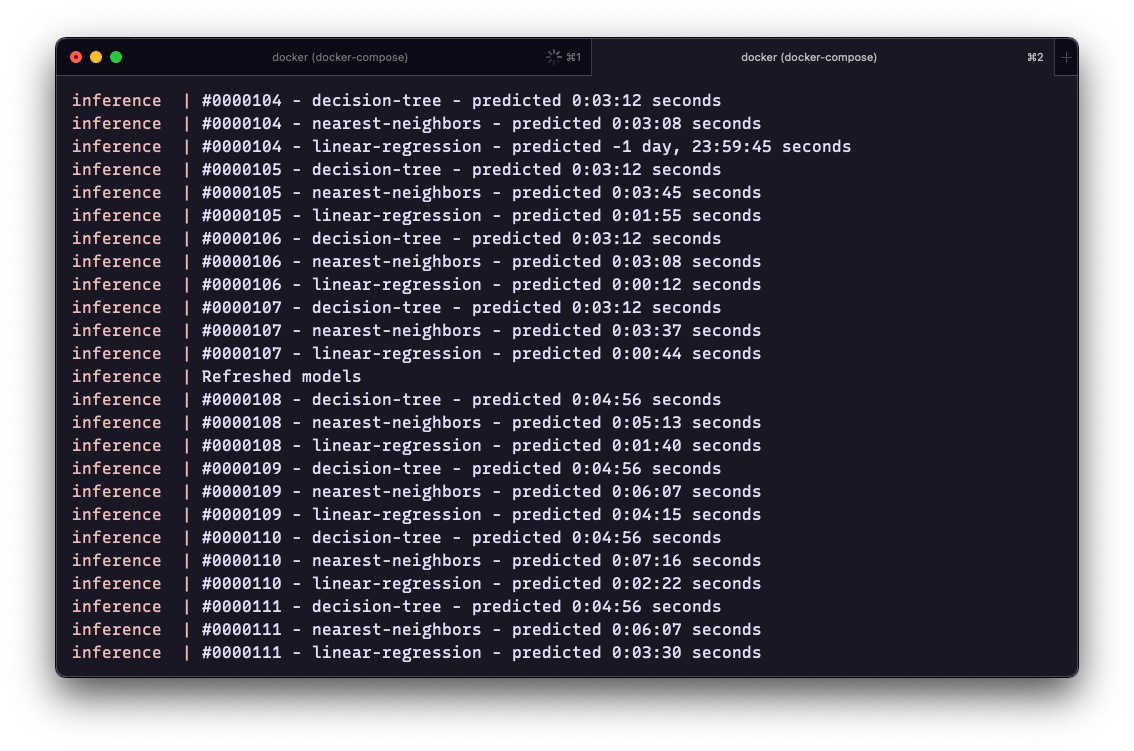 docker (docker-compose) ⌘1 docker (docker-compose) ⌘2 +
inference | #0000104 - decision-tree - predicted 0:03:12 seconds
inference | #0000104 - nearest-neighbors - predicted 0:03:08 seconds
inference | #0000104 - linear-regression - predicted -1 day, 23:59:45 seconds
inference | #0000105 - decision-tree - predicted 0:03:12 seconds
inference | #0000105 - nearest-neighbors - predicted 0:03:45 seconds
inference | #0000105 - linear-regression - predicted 0:01:55 seconds
inference | #0000106 - decision-tree - predicted 0:03:12 seconds
inference | #0000106 - nearest-neighbors - predicted 0:03:08 seconds
inference | #0000106 - linear-regression - predicted 0:00:12 seconds
inference | #0000107 - decision-tree - predicted 0:03:12 seconds
inference | #0000107 - nearest-neighbors - predicted 0:03:37 seconds
inference | #0000107 - linear-regression - predicted 0:00:44 seconds
inference | Refreshed models
inference | #0000108 - decision-tree - predicted 0:04:56 seconds
inference | #0000108 - nearest-neighbors - predicted 0:05:13 seconds
inference | #0000108 - linear-regression - predicted 0:01:40 seconds
inference | #0000109 - decision-tree - predicted 0:04:56 seconds
inference | #0000109 - nearest-neighbors - predicted 0:06:07 seconds
inference | #0000109 - linear-regression - predicted 0:04:15 seconds
inference | #0000110 - decision-tree - predicted 0:04:56 seconds
inference | #0000110 - nearest-neighbors - predicted 0:07:16 seconds
inference | #0000110 - linear-regression - predicted 0:02:22 seconds
inference | #0000111 - decision-tree - predicted 0:04:56 seconds
inference | #0000111 - nearest-neighbors - predicted 0:06:07 seconds
inference | #0000111 - linear-regression - predicted 0:03:30 seconds